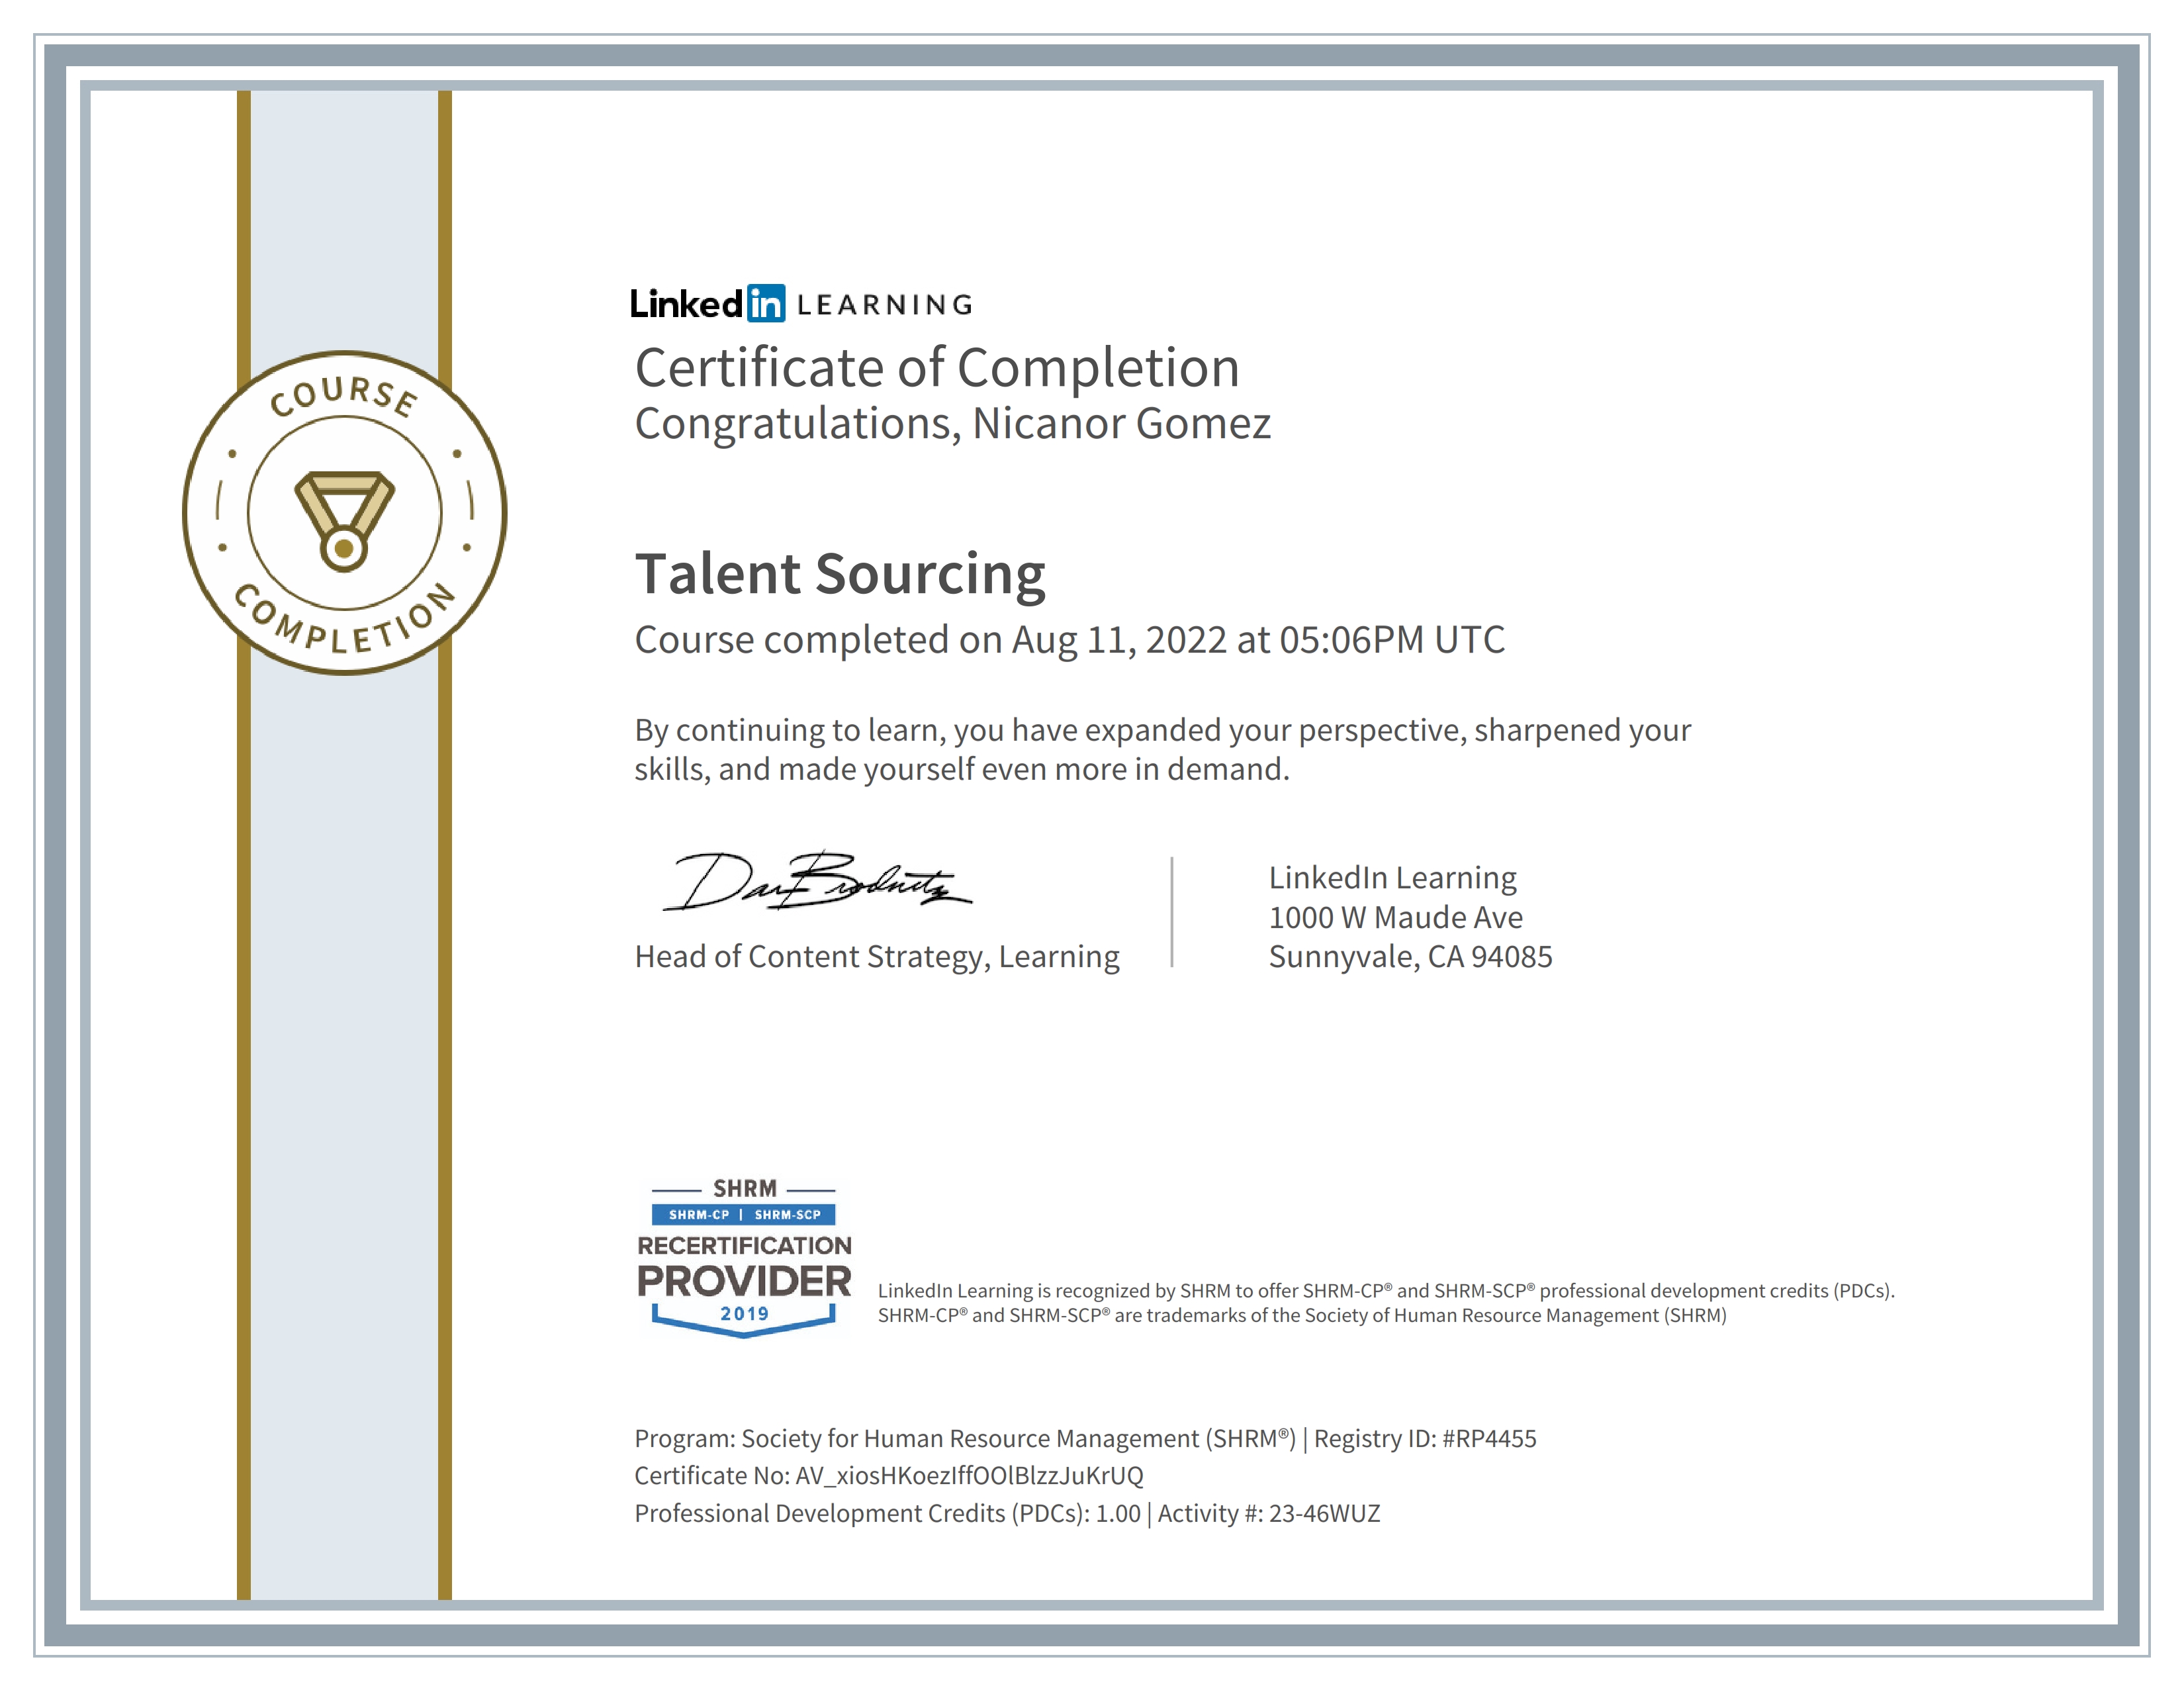 LinkedIn LEARNING
Certificate of Completion
Congratulations, Nicanor Gomez
COURSE
COMPLETION
Talent Sourcing
Course completed on Aug 11, 2022 at 05:06PM UTC
By continuing to learn, you have expanded your perspective, sharpened your
skills, and made yourself even more in demand.
Dan Brodnitz
Head of Content Strategy, Learning
LinkedIn Learning
1000 W Maude Ave
Sunnyvale, CA 94085
SHRM
SHRM-CP | SHRM-SCP
RECERTIFICATION
PROVIDER
2019
LinkedIn Learning is recognized by SHRM to offer SHRM-CP® and SHRM-SCP® professional development credits (PDCs).
SHRM-CP® and SHRM-SCP® are trademarks of the Society of Human Resource Management (SHRM)
Program: Society for Human Resource Management (SHRM®) | Registry ID: #RP4455
Certificate No: AV_xiosHKoezIffOOlBlzzJuKrUQ
Professional Development Credits (PDCs): 1.00 | Activity #: 23-46WUZ